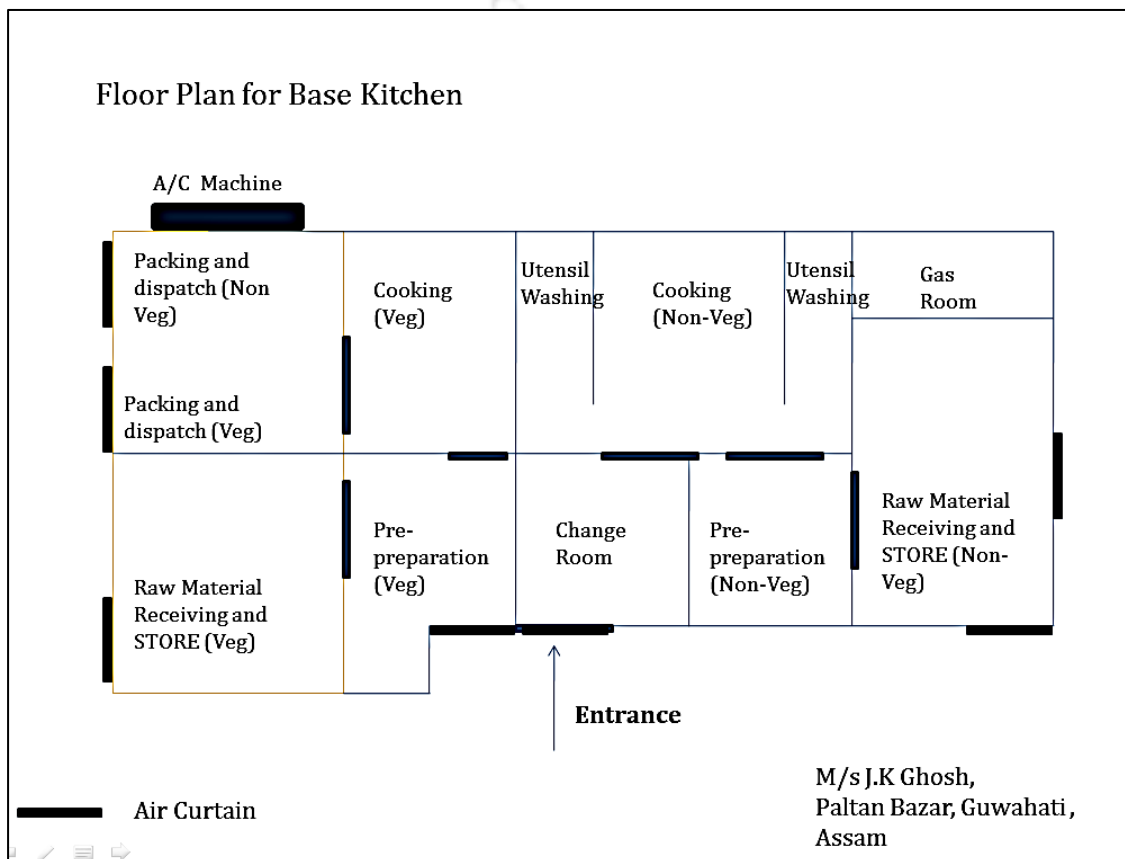 Floor Plan for Base Kitchen
A/C Machine
Packing and
dispatch (Non
Veg)
Cooking
(Veg)
Utensil
Washing
Cooking
(Non-Veg)
Utensil
Washing
Gas
Room
Packing and
dispatch (Veg)
Raw Material
Receiving and
STORE (Veg)
Pre-
preparation
(Veg)
Change
Room
Pre-
preparation
(Non-Veg)
Raw Material
Receiving and
STORE (Non-
Veg)
Entrance
Air Curtain
M/s J.K Ghosh,
Paltan Bazar, Guwahati,
Assam